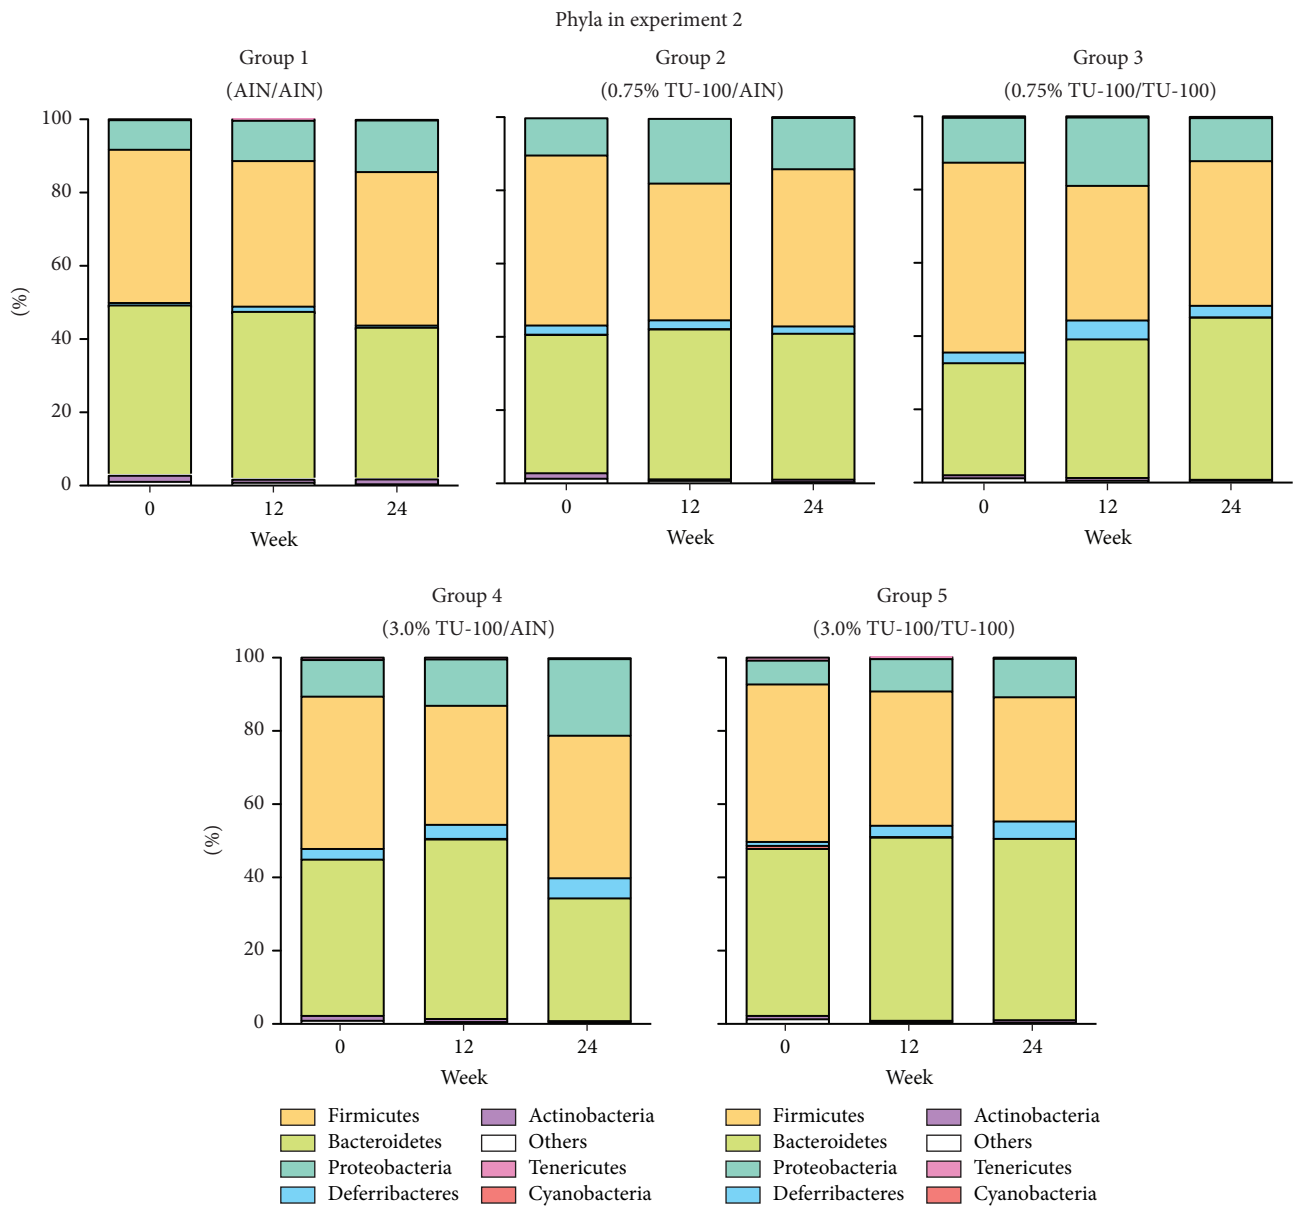 Phyla in experiment 2
Group 1
(AIN/AIN)
Group 2
(0.75% TU-100/AIN)
Group 3
(0.75% TU-100/TU-100)
(%)
100
80
60
40
20
0
0 12 24
Week
0 12 24
Week
0 12 24
Week
Group 4
(3.0% TU-100/AIN)
Group 5
(3.0% TU-100/TU-100)
(%)
100
80
60
40
20
0
0 12 24
Week
0 12 24
Week
Firmicutes
Bacteroidetes
Proteobacteria
Deferribacteres
Actinobacteria
Others
Tenericutes
Cyanobacteria
Firmicutes
Bacteroidetes
Proteobacteria
Deferribacteres
Actinobacteria
Others
Tenericutes
Cyanobacteria